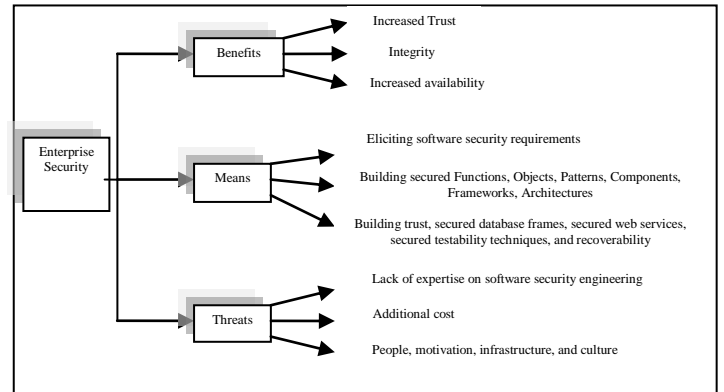 Increased Trust
Benefits
Integrity
Increased availability
Enterprise
Security
Eliciting software security requirements
Means
Building secured Functions, Objects, Patterns, Components,
Frameworks, Architectures
Building trust, secured database frames, secured web services,
secured testability techniques, and recoverability
Lack of expertise on software security engineering
Threats
Additional cost
People, motivation, infrastructure, and culture